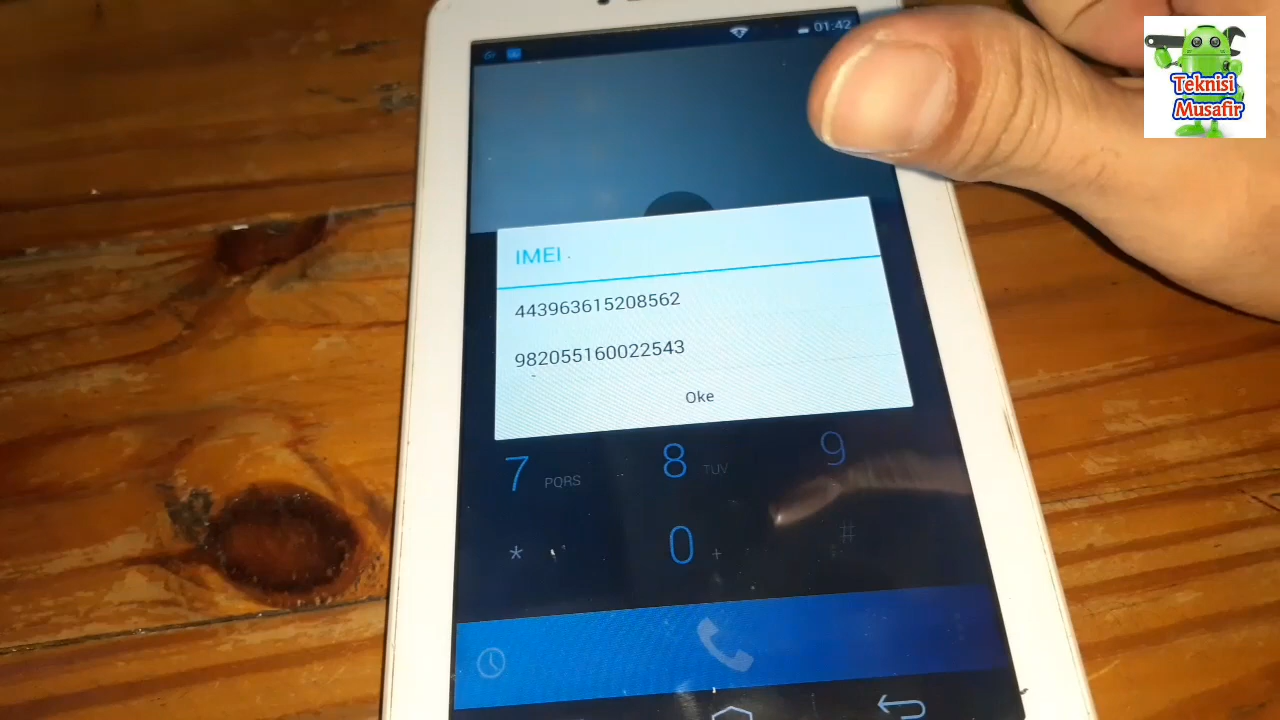 01:42
Teknisi
Musafir
IMEI
443963615208562
982055160022543
Oke
7 PQRS 8 TUV 9
* 0 + #